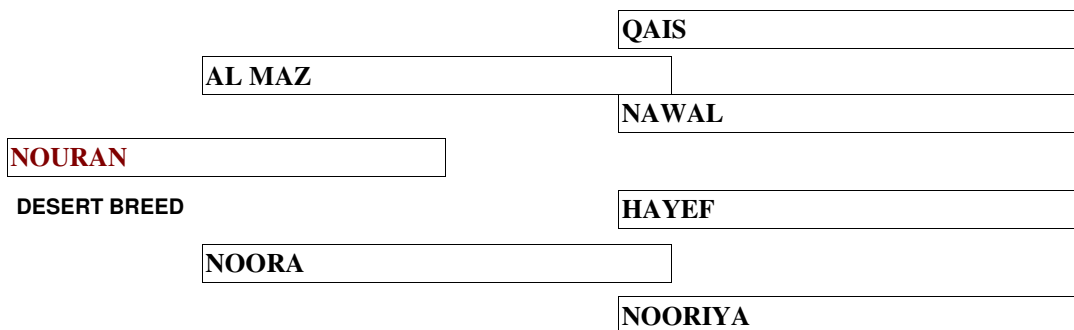 QAIS
AL MAZ
NAWAL
NOURAN
DESERT BREED
HAYEF
NOORA
NOORIYA